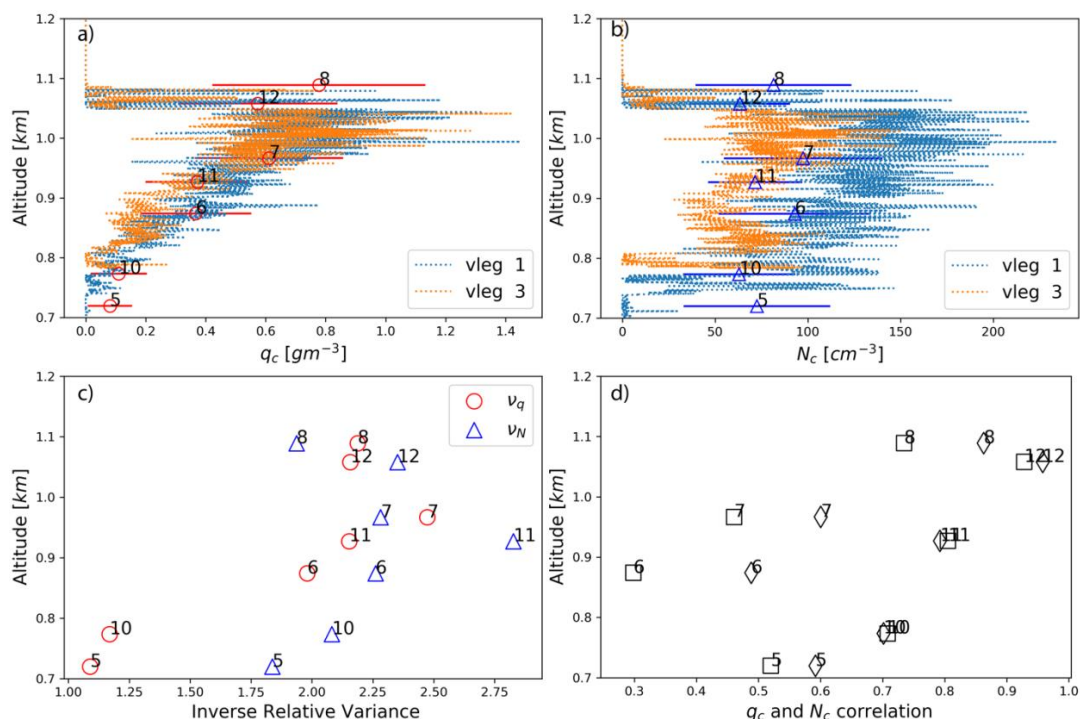 a)
1.2
1.1
1.0
0.9
0.8
0.7
Altitude [km]
8
12
7
11
6
10
5
vleg 1
vleg 3
0.0 0.2 0.4 0.6 0.8 1.0 1.2 1.4
q_c [gm⁻³]
b)
1.2
1.1
1.0
0.9
0.8
0.7
Altitude [km]
8
12
7
11
6
10
5
vleg 1
vleg 3
0 50 100 150 200
N_c [cm⁻³]
c)
1.2
1.1
1.0
0.9
0.8
0.7
Altitude [km]
ν_q
ν_N
8 8
12 12
7 7
11 11
6 6
10 10
5 5
1.00 1.25 1.50 1.75 2.00 2.25 2.50 2.75
Inverse Relative Variance
d)
1.2
1.1
1.0
0.9
0.8
0.7
Altitude [km]
8 8
12 12
7 7
11 11
6 6
10 10
5 5
0.3 0.4 0.5 0.6 0.7 0.8 0.9 1.0
q_c and N_c correlation